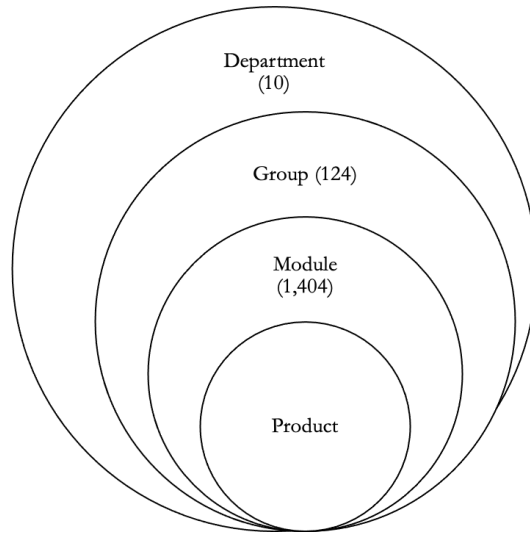 Department
(10)
Group (124)
Module
(1,404)
Product